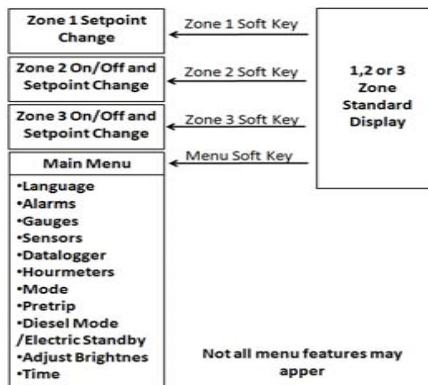 Zone 1 Setpoint
Change
Zone 1 Soft Key
Zone 2 On/Off and
Setpoint Change
Zone 2 Soft Key
Zone 3 On/Off and
Setpoint Change
Zone 3 Soft Key
1,2 or 3
Zone
Standard
Display
Main Menu
Menu Soft Key
•Language
•Alarms
•Gauges
•Sensors
•Datalogger
•Hourmeters
•Mode
•Pretrip
•Diesel Mode
/Electric Standby
•Adjust Brightnes
•Time
Not all menu features may
apper